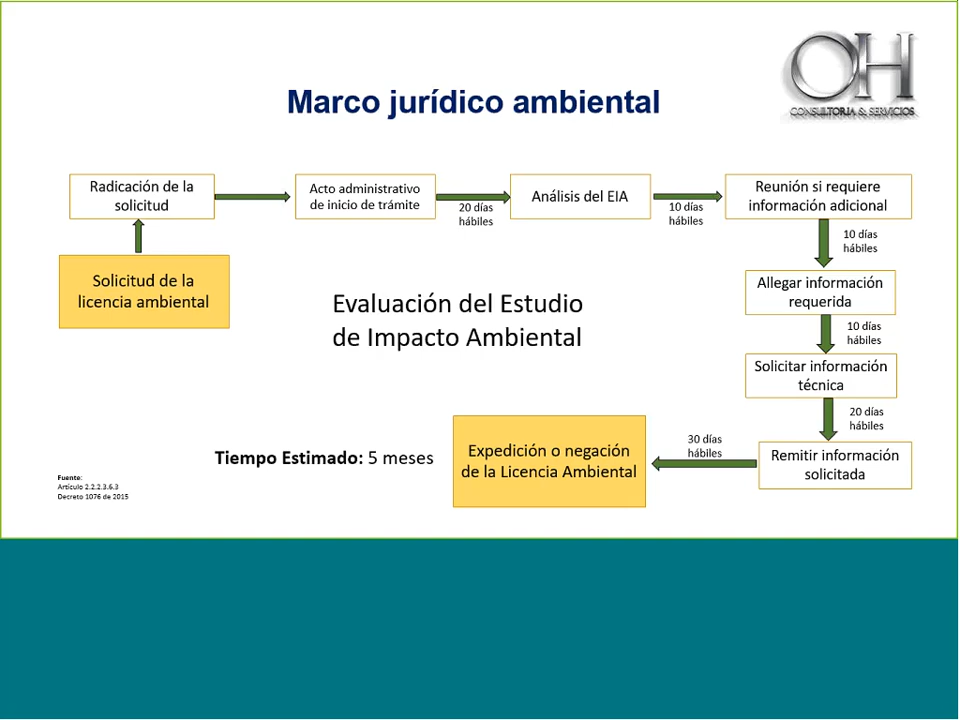 OH
CONSULTORIA & SERVICIOS
Marco jurídico ambiental
Radicación de la
solicitud
Acto administrativo
de inicio de trámite
20 días
hábiles
Análisis del EIA
10 días
hábiles
Reunión si requiere
información adicional
10 días
hábiles
Solicitud de la
licencia ambiental
Evaluación del Estudio
de Impacto Ambiental
Allegar información
requerida
10 días
hábiles
Solicitar información
técnica
20 días
hábiles
Remitir información
solicitada
30 días
hábiles
Expedición o negación
de la Licencia Ambiental
Tiempo Estimado: 5 meses
Fuente:
Artículo 2.2.2.3.6.3
Decreto 1076 de 2015